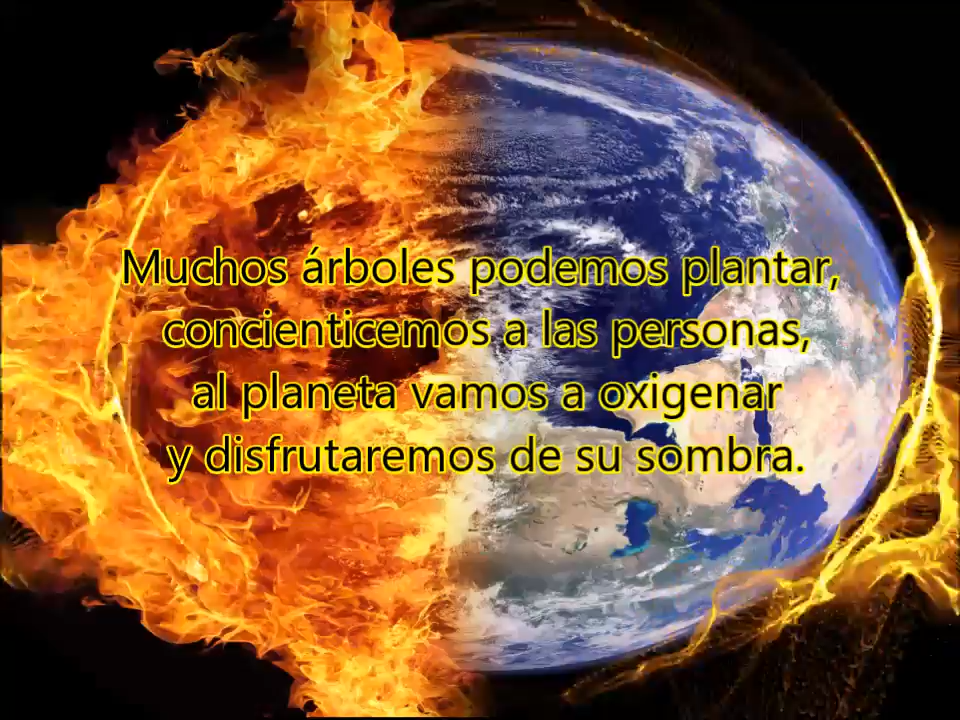 Muchos árboles podemos plantar,
concienticemos a las personas,
al planeta vamos a oxigenar
y disfrutaremos de su sombra.